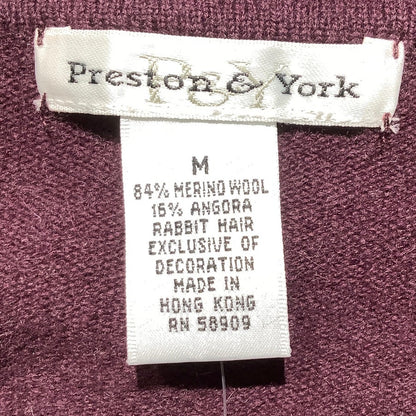 Preston & York
P&Y
M
84% MERINO WOOL
16% ANGORA
RABBIT HAIR
EXCLUSIVE OF
DECORATION
MADE IN
HONG KONG
RN 58909